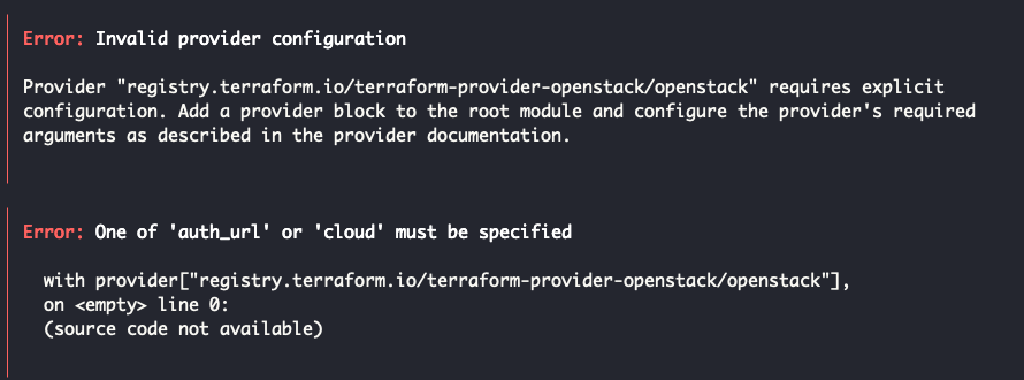 Error: Invalid provider configuration
Provider "registry.terraform.io/terraform-provider-openstack/openstack" requires explicit
configuration. Add a provider block to the root module and configure the provider's required
arguments as described in the provider documentation.
Error: One of 'auth_url' or 'cloud' must be specified
with provider["registry.terraform.io/terraform-provider-openstack/openstack"],
on <empty> line 0:
(source code not available)